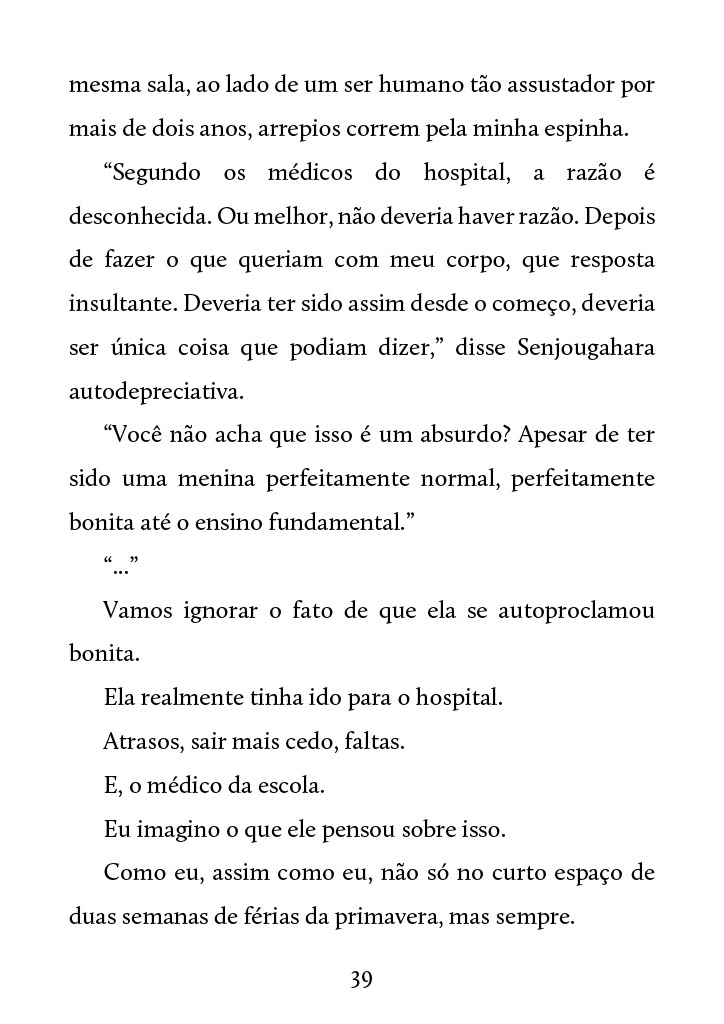 mesma sala, ao lado de um ser humano tão assustador por
mais de dois anos, arrepios correm pela minha espinha.
“Segundo os médicos do hospital, a razão é
desconhecida. Ou melhor, não deveria haver razão. Depois
de fazer o que queriam com meu corpo, que resposta
insultante. Deveria ter sido assim desde o começo, deveria
ser única coisa que podiam dizer,” disse Senjougahara
autodepreciativa.
“Você não acha que isso é um absurdo? Apesar de ter
sido uma menina perfeitamente normal, perfeitamente
bonita até o ensino fundamental.”
“...”
Vamos ignorar o fato de que ela se autoproclamou
bonita.
Ela realmente tinha ido para o hospital.
Atrasos, sair mais cedo, faltas.
E, o médico da escola.
Eu imagino o que ele pensou sobre isso.
Como eu, assim como eu, não só no curto espaço de
duas semanas de férias da primavera, mas sempre.
39